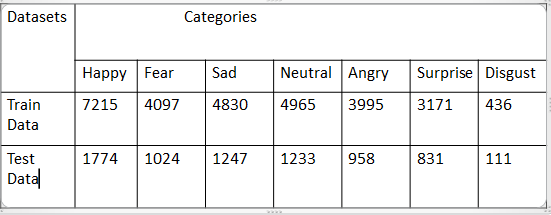 Datasets Categories
Happy Fear Sad Neutral Angry Surprise Disgust
Train
Data 7215 4097 4830 4965 3995 3171 436
Test
Data 1774 1024 1247 1233 958 831 111